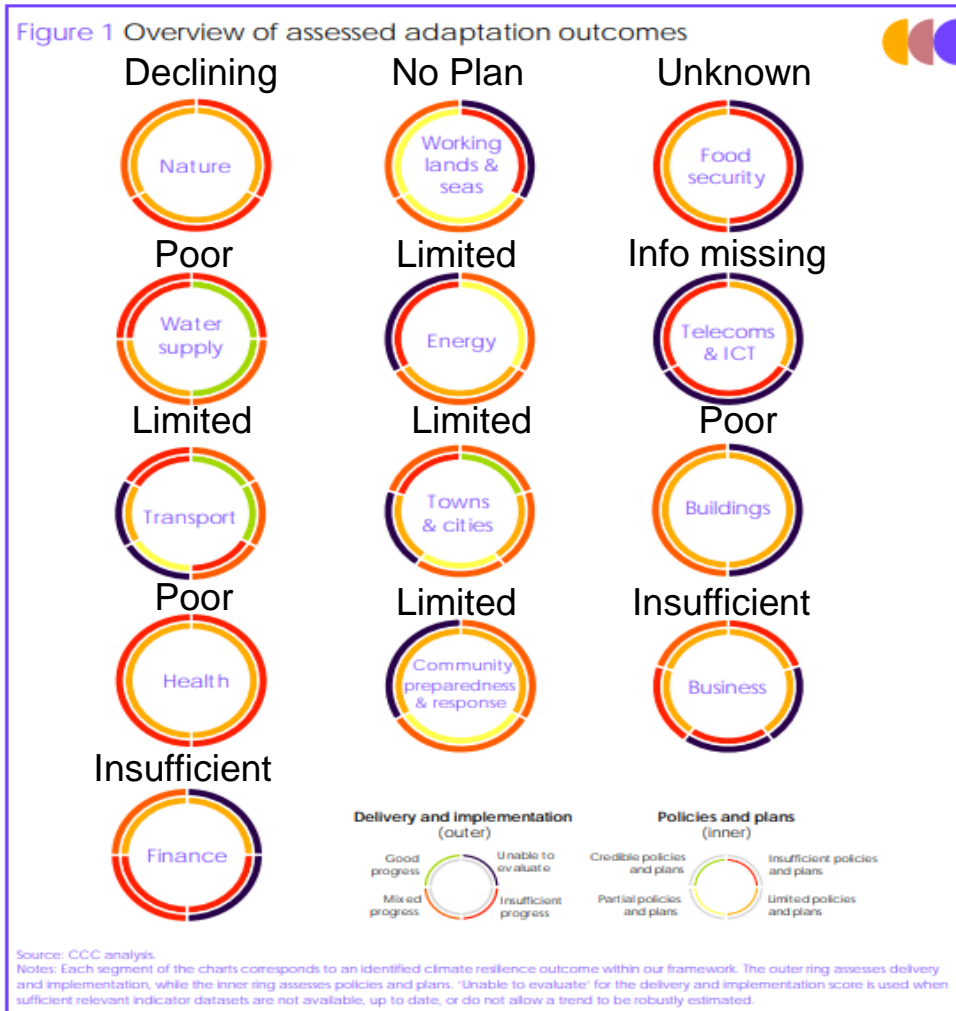 Figure 1 Overview of assessed adaptation outcomes
Declining
No Plan
Unknown
Nature
Working
lands &
seas
Food
security
Poor
Limited
Info missing
Water
supply
Energy
Telecoms
& ICT
Limited
Limited
Poor
Transport
Towns
& cities
Buildings
Poor
Limited
Insufficient
Health
Community
preparedness
& response
Business
Insufficient
Finance
Delivery and implementation
(outer)
Good
progress
Unable to
evaluate
Mixed
progress
Insufficient
progress
Policies and plans
(inner)
Credible policies
and plans
Insufficient policies
and plans
Partial policies
and plans
Limited policies
and plans
Source: CCC analysis.
Notes: Each segment of the charts corresponds to an identified climate resilience outcome within our framework. The outer ring assesses delivery
and implementation, while the inner ring assesses policies and plans. 'Unable to evaluate' for the delivery and implementation score is used when
sufficient relevant indicator datasets are not available, up to date, or do not allow a trend to be robustly estimated.